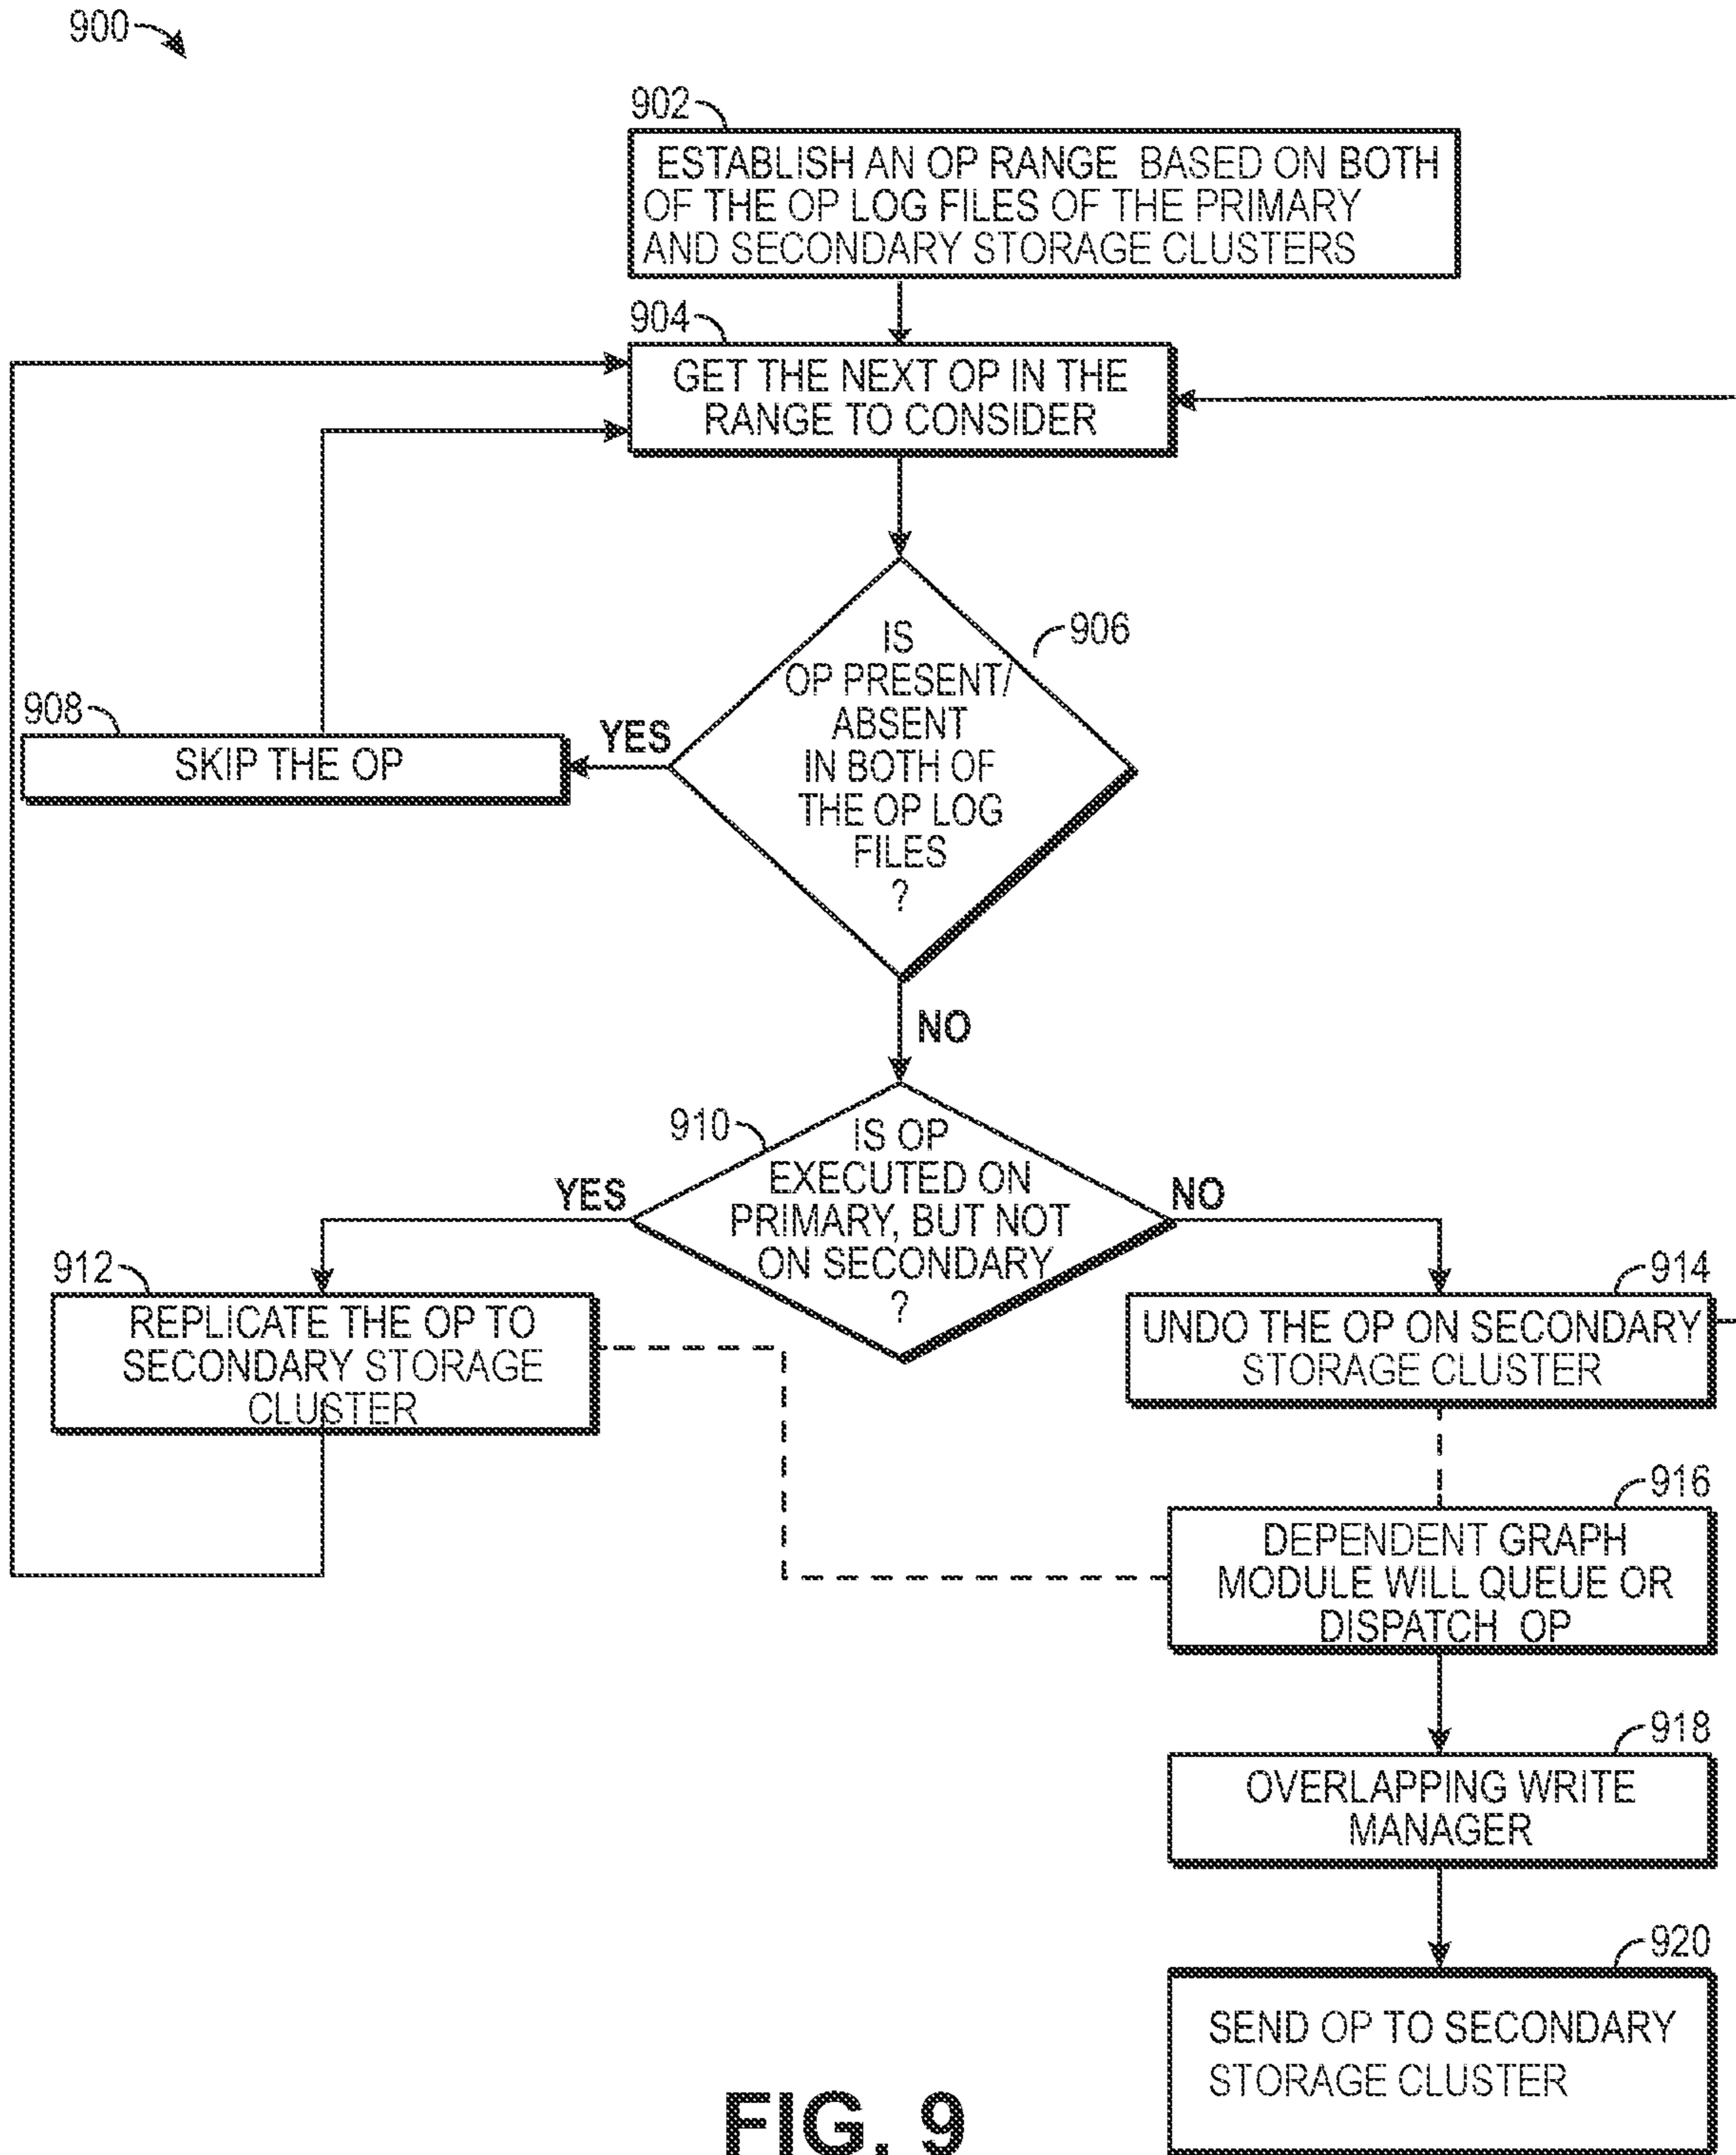 900
902
ESTABLISH AN OP RANGE BASED ON BOTH
OF THE OP LOG FILES OF THE PRIMARY
AND SECONDARY STORAGE CLUSTERS
904
GET THE NEXT OP IN THE
RANGE TO CONSIDER
906
IS
OP PRESENT/
ABSENT
IN BOTH OF
THE OP LOG
FILES
?
908
YES
SKIP THE OP
NO
910
IS OP
EXECUTED ON
PRIMARY, BUT NOT
ON SECONDARY
?
YES
NO
912
REPLICATE THE OP TO
SECONDARY STORAGE
CLUSTER
914
UNDO THE OP ON SECONDARY
STORAGE CLUSTER
916
DEPENDENT GRAPH
MODULE WILL QUEUE OR
DISPATCH OP
918
OVERLAPPING WRITE
MANAGER
920
SEND OP TO SECONDARY
STORAGE CLUSTER
FIG. 9